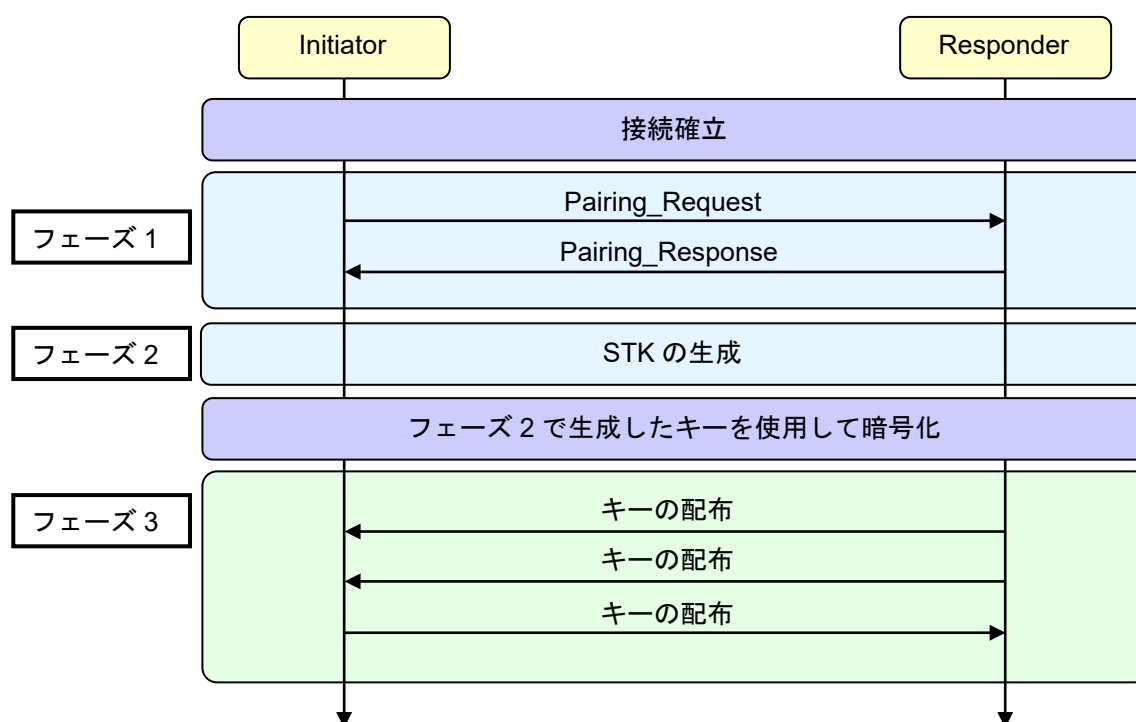 Initiator
Responder
接続確立
フェーズ 1
Pairing_Request
Pairing_Response
フェーズ 2
STK の生成
フェーズ 2 で生成したキーを使用して暗号化
フェーズ 3
キーの配布
キーの配布
キーの配布